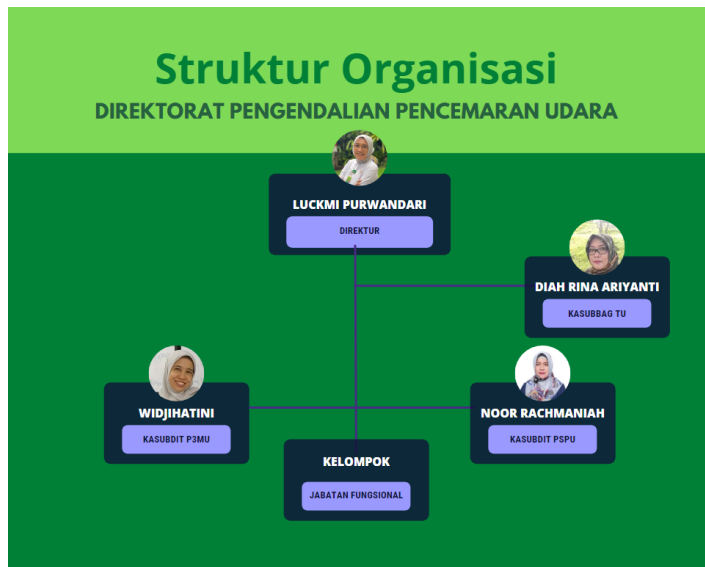 Struktur Organisasi
DIREKTORAT PENGENDALIAN PENCEMARAN UDARA
LUCKMI PURWANDARI
DIREKTUR
DIAH RINA ARIYANTI
KASUBBAG TU
WIDJIHATINI
KASUBDIT P3MU
NOOR RACHMANIAH
KASUBDIT PSPU
KELOMPOK
JABATAN FUNGSIONAL